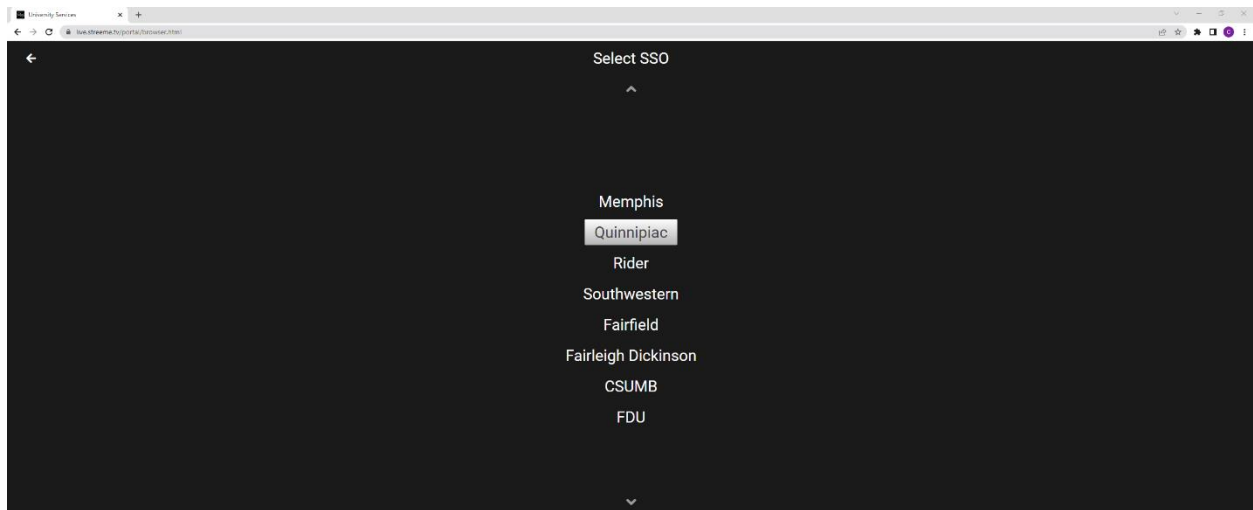 University Services
live.streeme.tv/portal/browser.html
Select SSO
Memphis
Quinnipiac
Rider
Southwestern
Fairfield
Fairleigh Dickinson
CSUMB
FDU